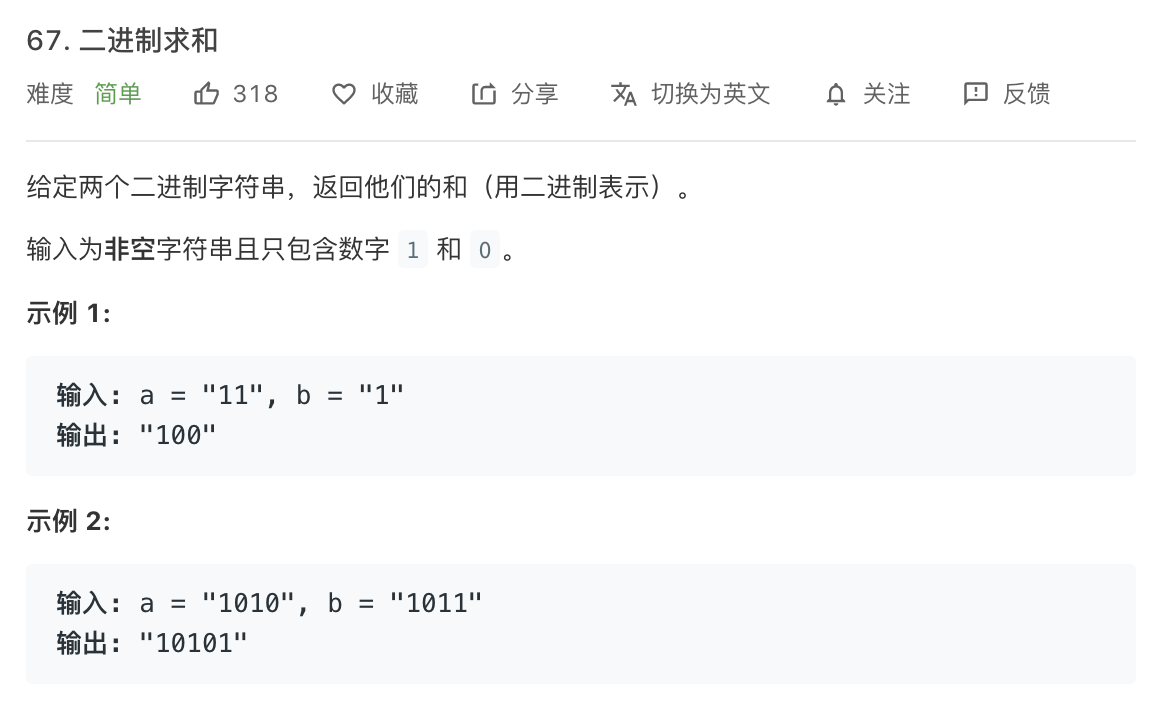 67. 二进制求和
难度 简单 318 收藏 分享 切换为英文 关注 反馈
给定两个二进制字符串，返回他们的和（用二进制表示）。
输入为非空字符串且只包含数字 1 和 0。
示例 1:
输入: a = "11", b = "1"
输出: "100"
示例 2:
输入: a = "1010", b = "1011"
输出: "10101"